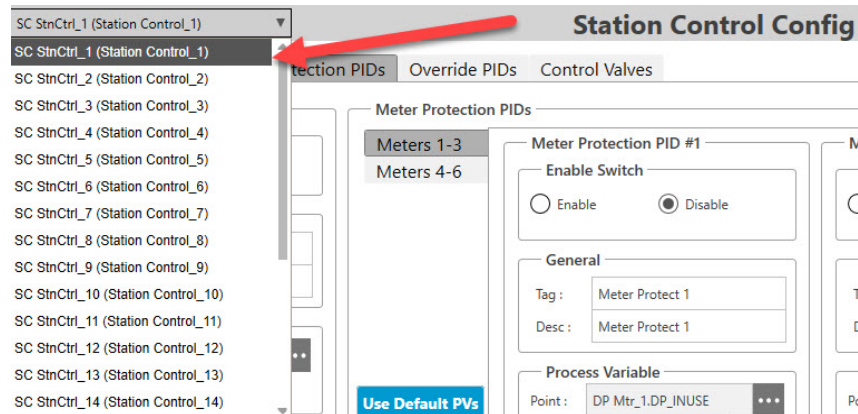 SC StnCtrl_1 (Station Control_1)
Station Control Config
SC StnCtrl_1 (Station Control_1)
SC StnCtrl_2 (Station Control_2)
SC StnCtrl_3 (Station Control_3)
SC StnCtrl_4 (Station Control_4)
SC StnCtrl_5 (Station Control_5)
SC StnCtrl_6 (Station Control_6)
SC StnCtrl_7 (Station Control_7)
SC StnCtrl_8 (Station Control_8)
SC StnCtrl_9 (Station Control_9)
SC StnCtrl_10 (Station Control_10)
SC StnCtrl_11 (Station Control_11)
SC StnCtrl_12 (Station Control_12)
SC StnCtrl_13 (Station Control_13)
SC StnCtrl_14 (Station Control_14)
tection PIDs Override PIDs Control Valves
Meter Protection PIDs
Meters 1-3
Meters 4-6
Use Default PVs
Meter Protection PID #1
Enable Switch
Enable Disable
General
Tag : Meter Protect 1
Desc : Meter Protect 1
Process Variable
Point : DP Mtr_1.DP_INUSE